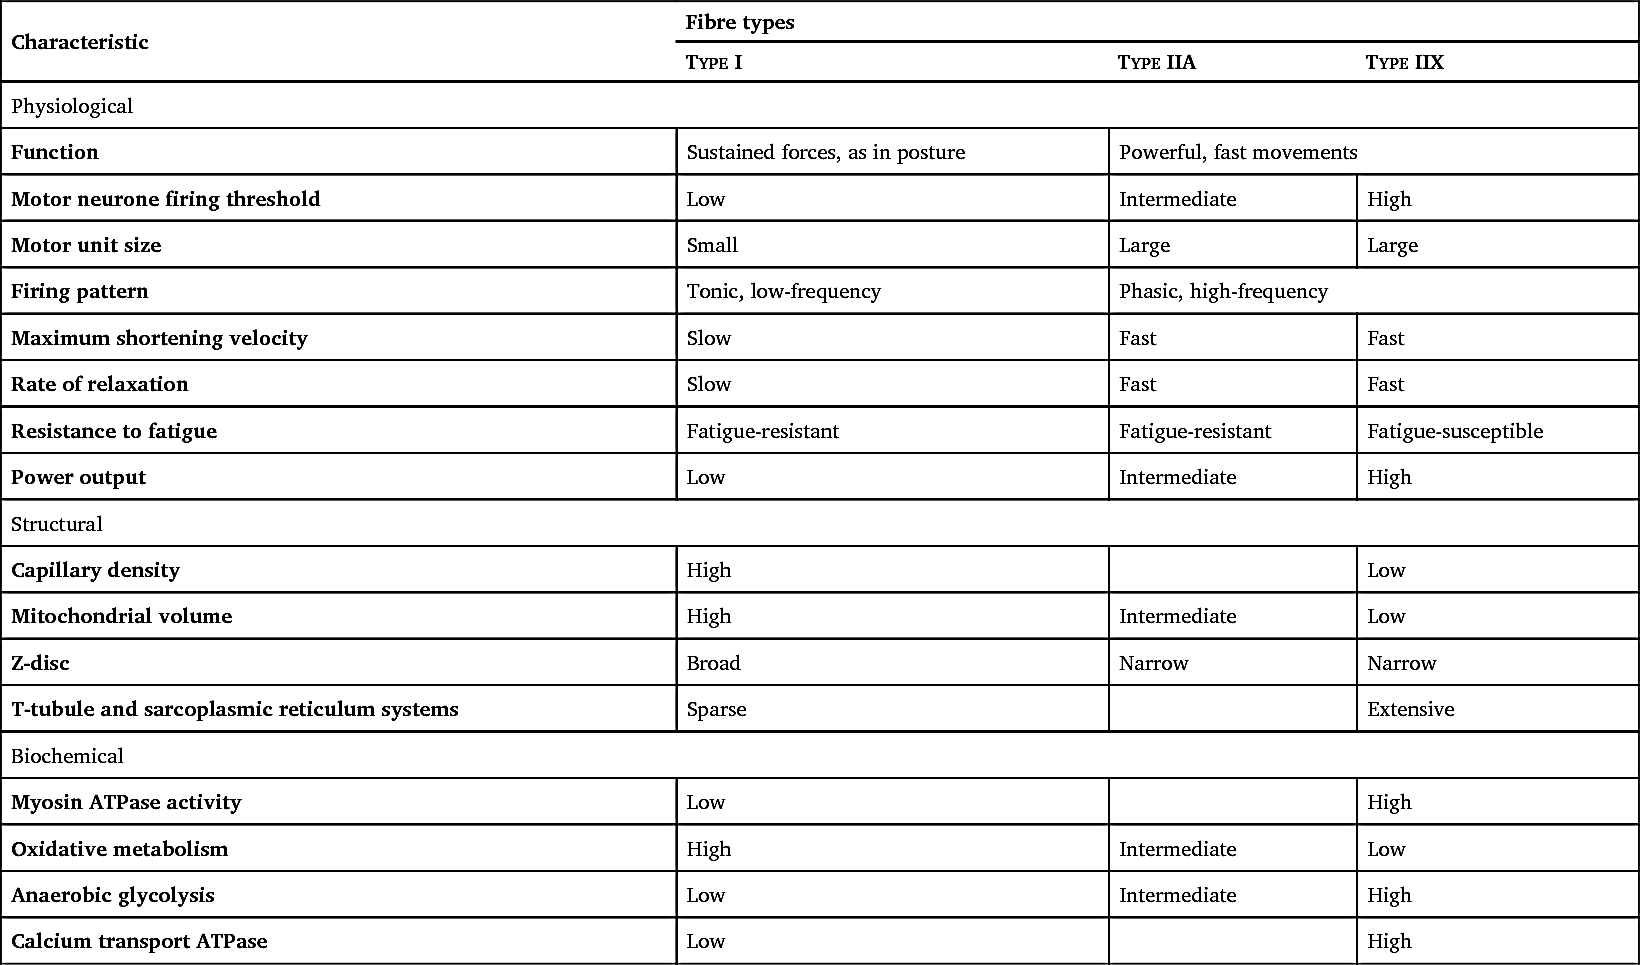 Characteristic Fibre types
TYPE I TYPE IIA TYPE IIX
Physiological
Function Sustained forces, as in posture Powerful, fast movements
Motor neurone firing threshold Low Intermediate High
Motor unit size Small Large Large
Firing pattern Tonic, low-frequency Phasic, high-frequency
Maximum shortening velocity Slow Fast Fast
Rate of relaxation Slow Fast Fast
Resistance to fatigue Fatigue-resistant Fatigue-resistant Fatigue-susceptible
Power output Low Intermediate High
Structural
Capillary density High Low
Mitochondrial volume High Intermediate Low
Z-disc Broad Narrow Narrow
T-tubule and sarcoplasmic reticulum systems Sparse Extensive
Biochemical
Myosin ATPase activity Low High
Oxidative metabolism High Intermediate Low
Anaerobic glycolysis Low Intermediate High
Calcium transport ATPase Low High